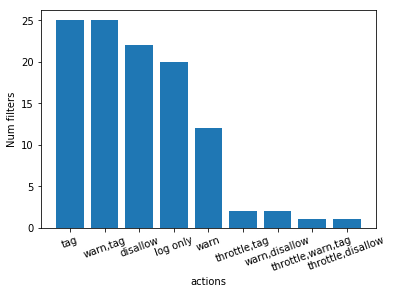 25
20
15
10
5
0
Num filters
tag
warn,tag
disallow
log only
warn
throttle,tag
warn,disallow
throttle,warn,tag
throttle,disallow
actions